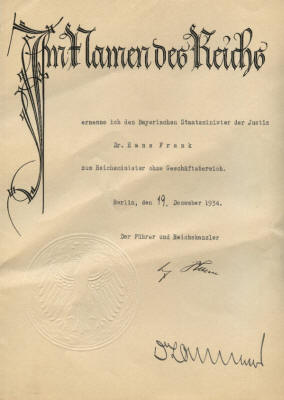 Im Namen des Reichs
ernenne ich den Bayerischen Staatsminister der Justiz
Dr. Hans Frank
zum Reichsminister ohne Geschäftsbereich.
Berlin, den 19. Dezember 1934.
Der Führer und Reichskanzler